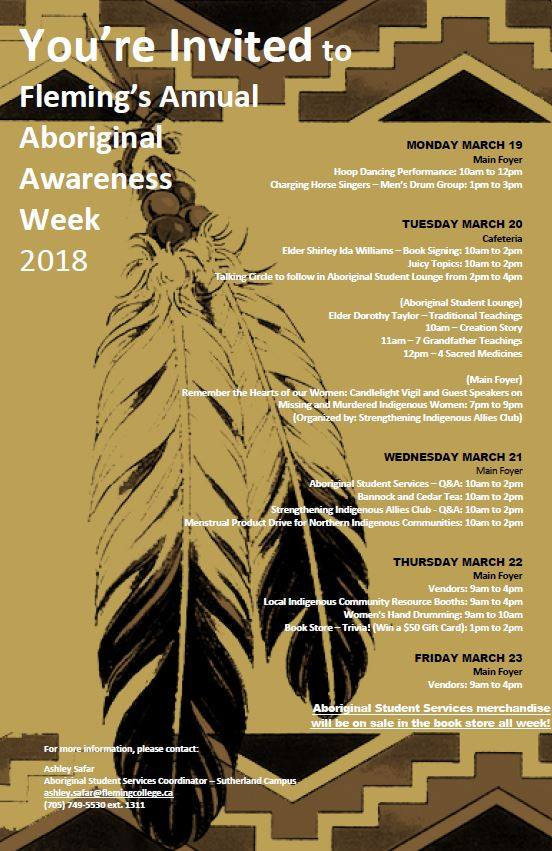 You're Invited to
Fleming's Annual
Aboriginal
Awareness
Week
2018
MONDAY MARCH 19
Main Foyer
Hoop Dancing Performance: 10am to 12pm
Charging Horse Singers – Men's Drum Group: 1pm to 3pm
TUESDAY MARCH 20
Cafeteria
Elder Shirley Ida Williams – Book Signing: 10am to 2pm
Juicy Topics: 10am to 2pm
Talking Circle to follow in Aboriginal Student Lounge from 2pm to 4pm
(Aboriginal Student Lounge)
Elder Dorothy Taylor – Traditional Teachings
10am – Creation Story
11am – 7 Grandfather Teachings
12pm – 4 Sacred Medicines
(Main Foyer)
Remember the Hearts of our Women: Candlelight Vigil and Guest Speakers on
Missing and Murdered Indigenous Women: 7pm to 9pm
(Organized by: Strengthening Indigenous Allies Club)
WEDNESDAY MARCH 21
Main Foyer
Aboriginal Student Services – Q&A: 10am to 2pm
Bannock and Cedar Tea: 10am to 2pm
Strengthening Indigenous Allies Club - Q&A: 10am to 2pm
Menstrual Product Drive for Northern Indigenous Communities: 10am to 2pm
THURSDAY MARCH 22
Main Foyer
Vendors: 9am to 4pm
Local Indigenous Community Resource Booths: 9am to 4pm
Women's Hand Drumming: 9am to 10am
Book Store – Trivia! (Win a $50 Gift Card): 1pm to 2pm
FRIDAY MARCH 23
Main Foyer
Vendors: 9am to 4pm
Aboriginal Student Services merchandise
will be on sale in the book store all week!
For more information, please contact:
Ashley Safar
Aboriginal Student Services Coordinator – Sutherland Campus
ashley.safar@flemingcollege.ca
(705) 749-5530 ext. 1311